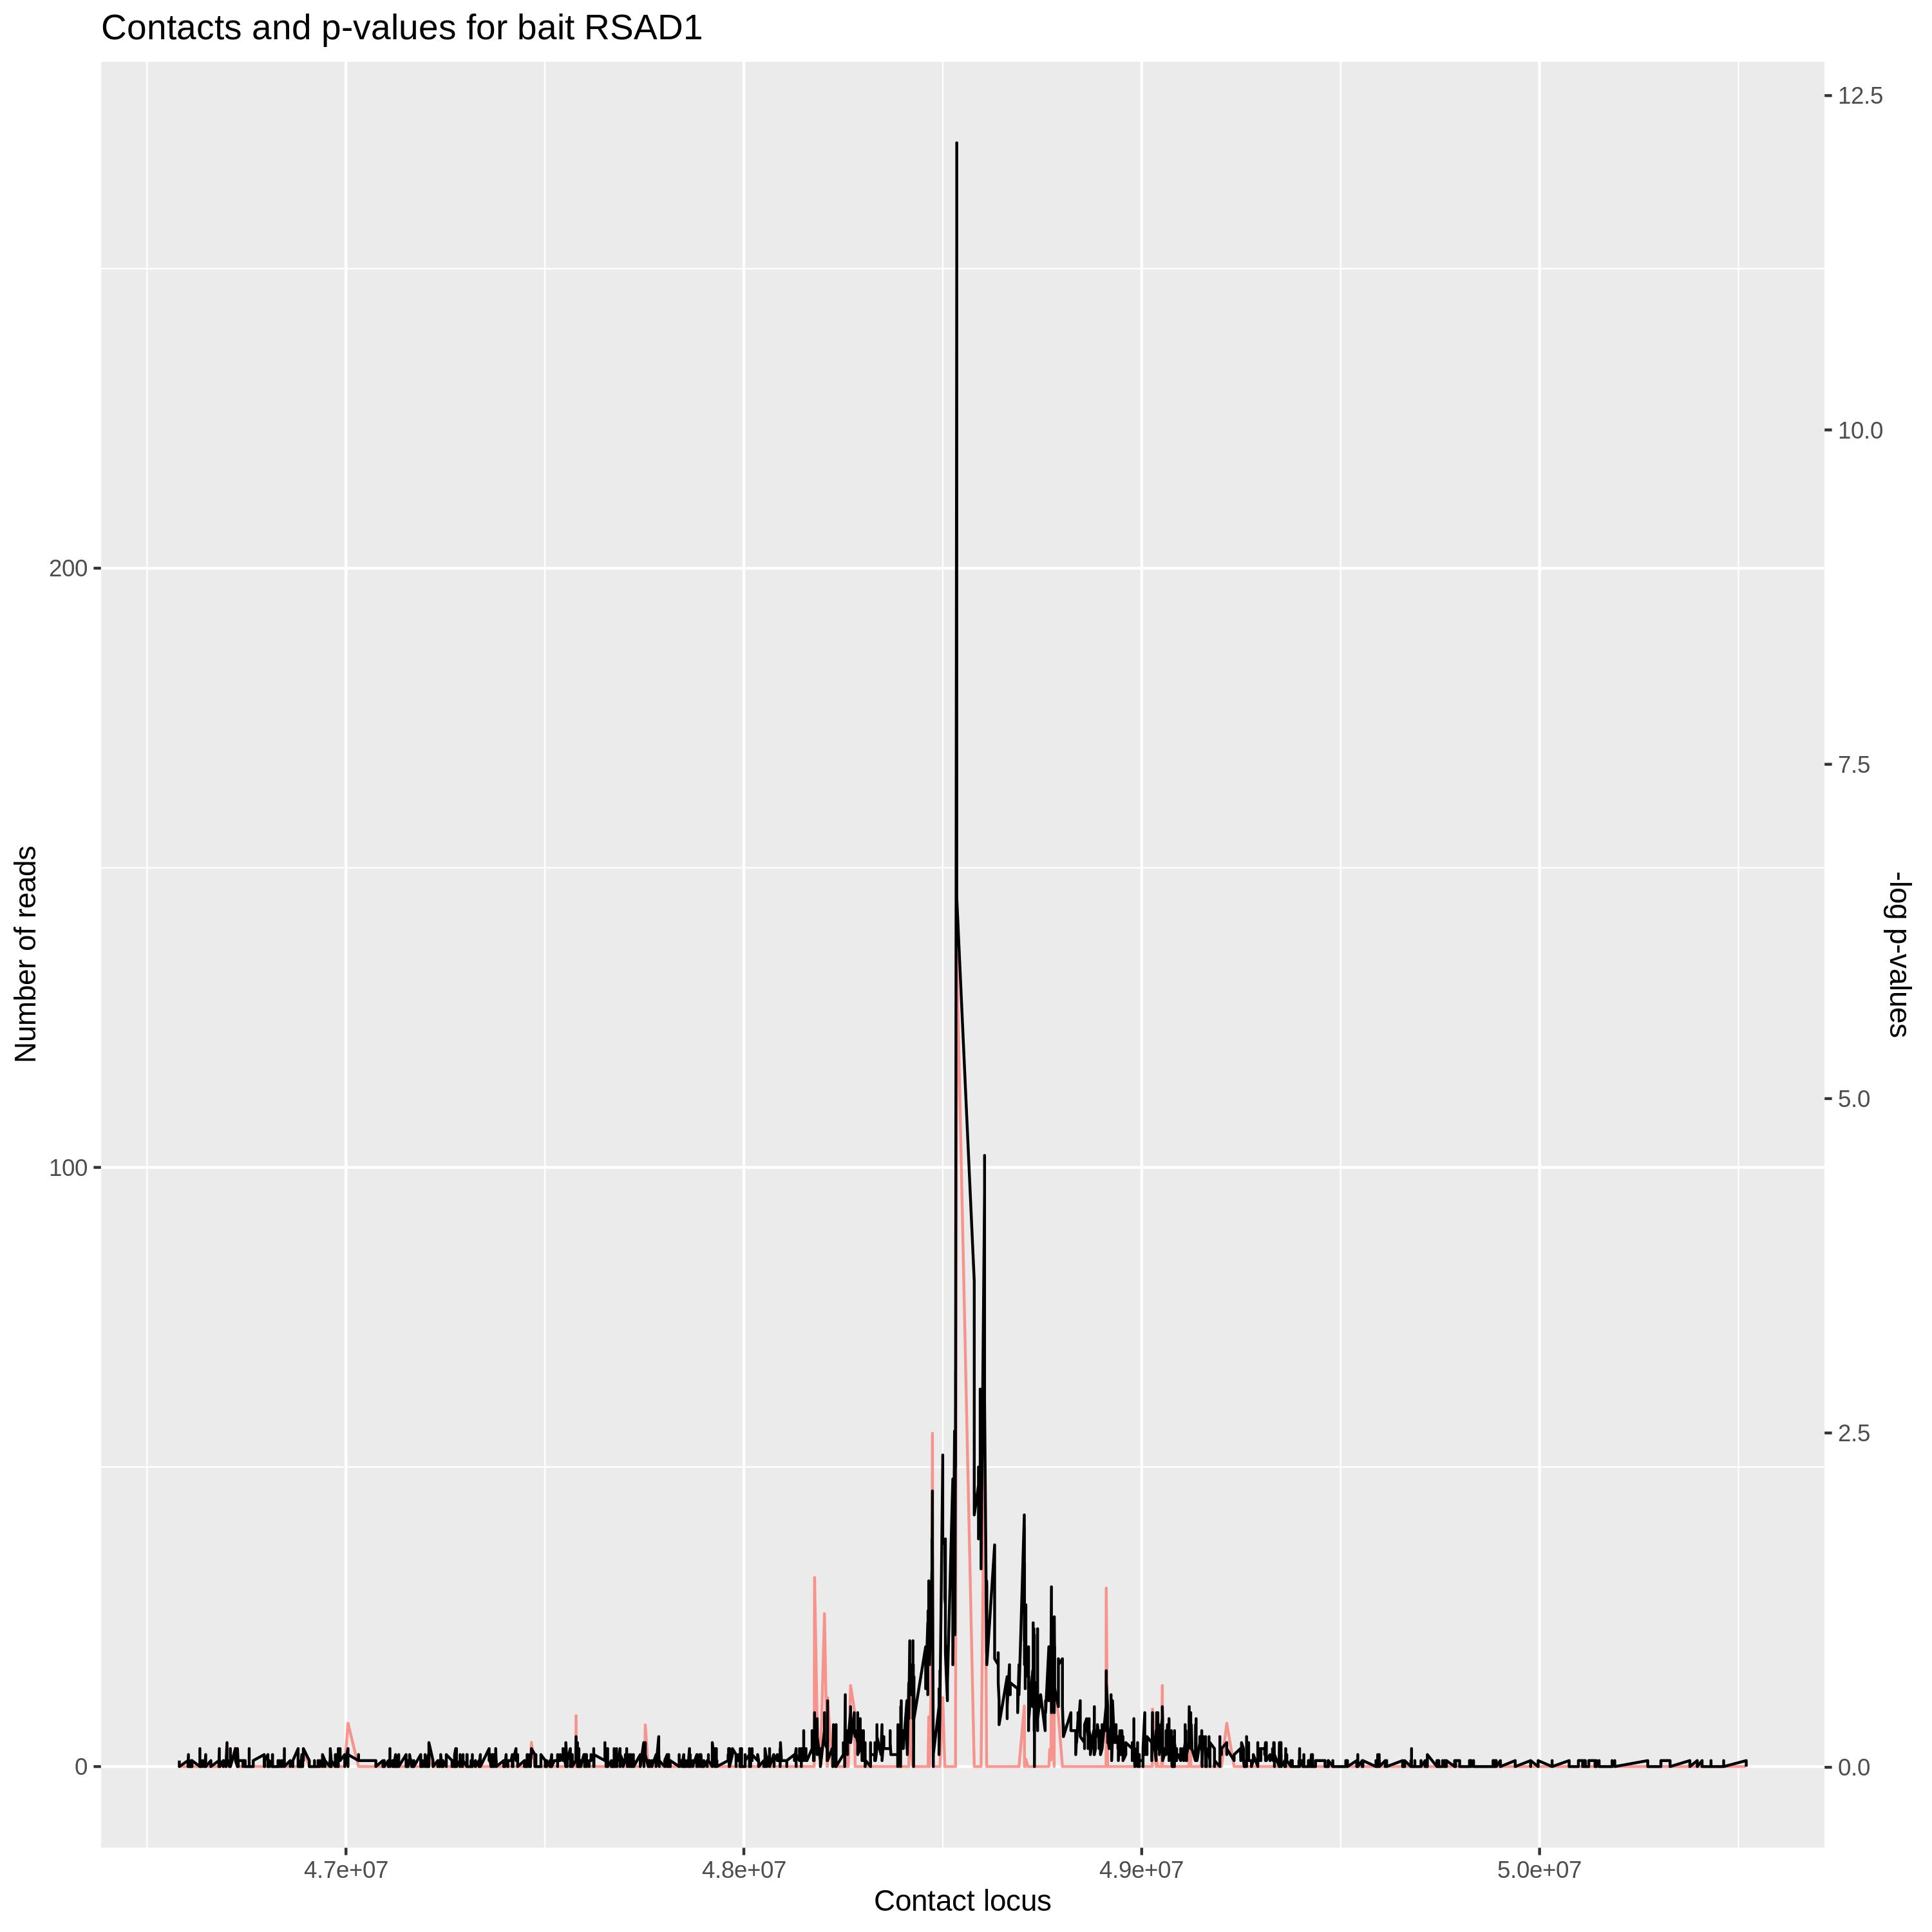 Contacts and p-values for bait RSAD1
Number of reads
200
100
0
12.5
10.0
7.5
5.0
2.5
0.0
-log p-values
4.7e+07 4.8e+07 4.9e+07 5.0e+07
Contact locus